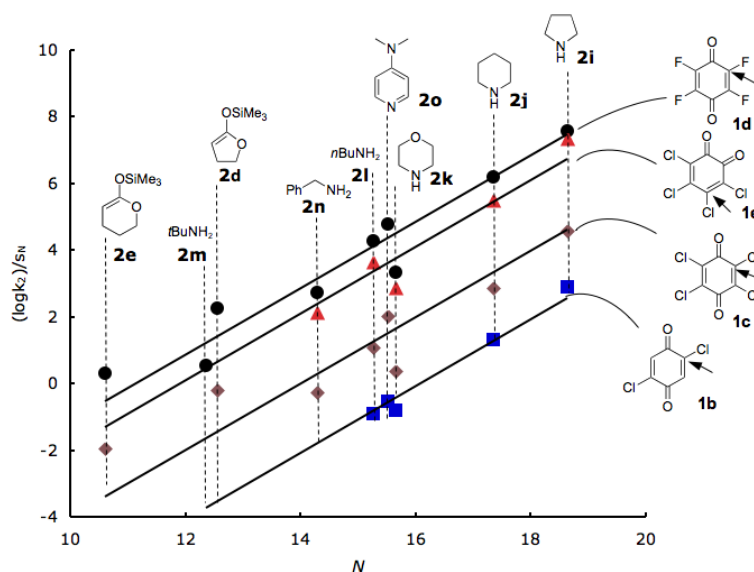 N
H
2i
O
F
F
F
F
O
1d
N
N
2o
N
H
2j
OSiMe₃
O
2d
OSiMe₃
O
2e
tBuNH₂
2m
Ph
NH₂
2n
nBuNH₂
2l
O
N
H
2k
O
O
Cl
Cl
Cl
Cl
1e
O
Cl
Cl
Cl
O
1c
O
Cl
Cl
O
1b
(logk₂)/s_N
10
8
6
4
2
0
-2
-4
10
12
14
16
18
20
N